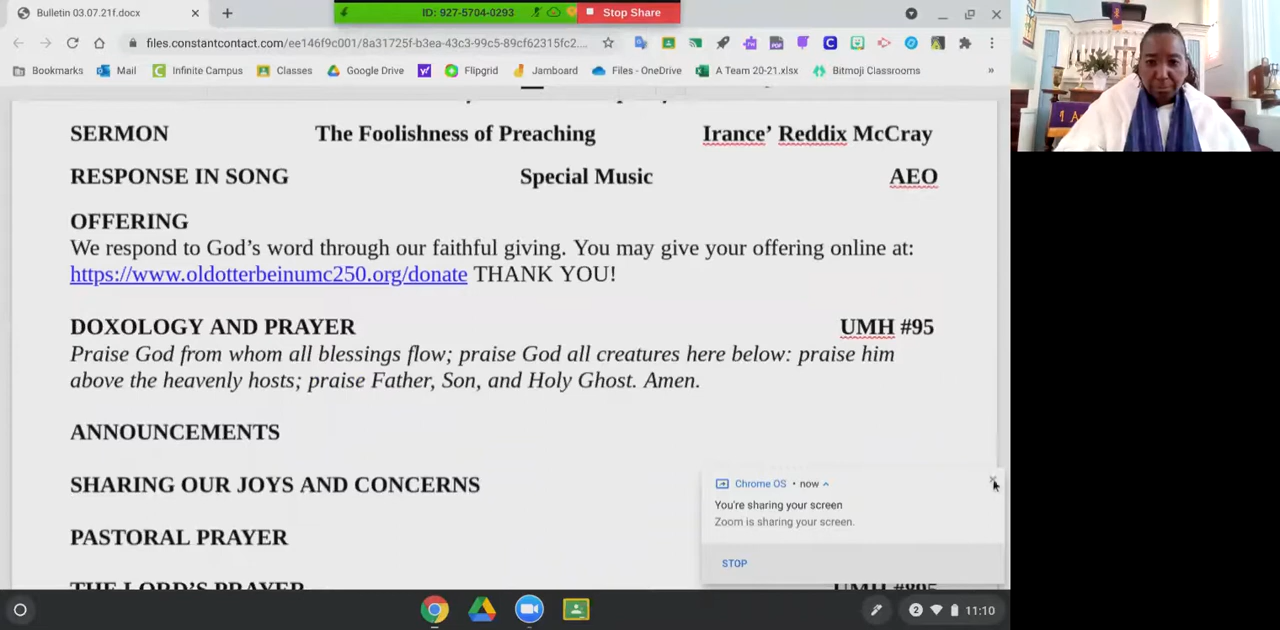 Bulletin 03.07.21f.docx
ID: 927-5704-0293
Stop Share
files.constantcontact.com/ee146f9c001/8a31725f-b3ea-43c3-99c5-89cf62315fc2...
Bookmarks Mail Infinite Campus Classes Google Drive Flipgrid Jamboard Files - OneDrive A Team 20-21.xlsx Bitmoji Classrooms »
SERMON The Foolishness of Preaching Irance’ Reddix McCray
RESPONSE IN SONG Special Music AEO
OFFERING
We respond to God’s word through our faithful giving. You may give your offering online at:
https://www.oldotterbeinumc250.org/donate THANK YOU!
DOXOLOGY AND PRAYER UMH #95
Praise God from whom all blessings flow; praise God all creatures here below: praise him
above the heavenly hosts; praise Father, Son, and Holy Ghost. Amen.
ANNOUNCEMENTS
SHARING OUR JOYS AND CONCERNS
Chrome OS • now
You're sharing your screen
Zoom is sharing your screen.
PASTORAL PRAYER
STOP
THE LORD’S PRAYER UMH #895
2 11:10